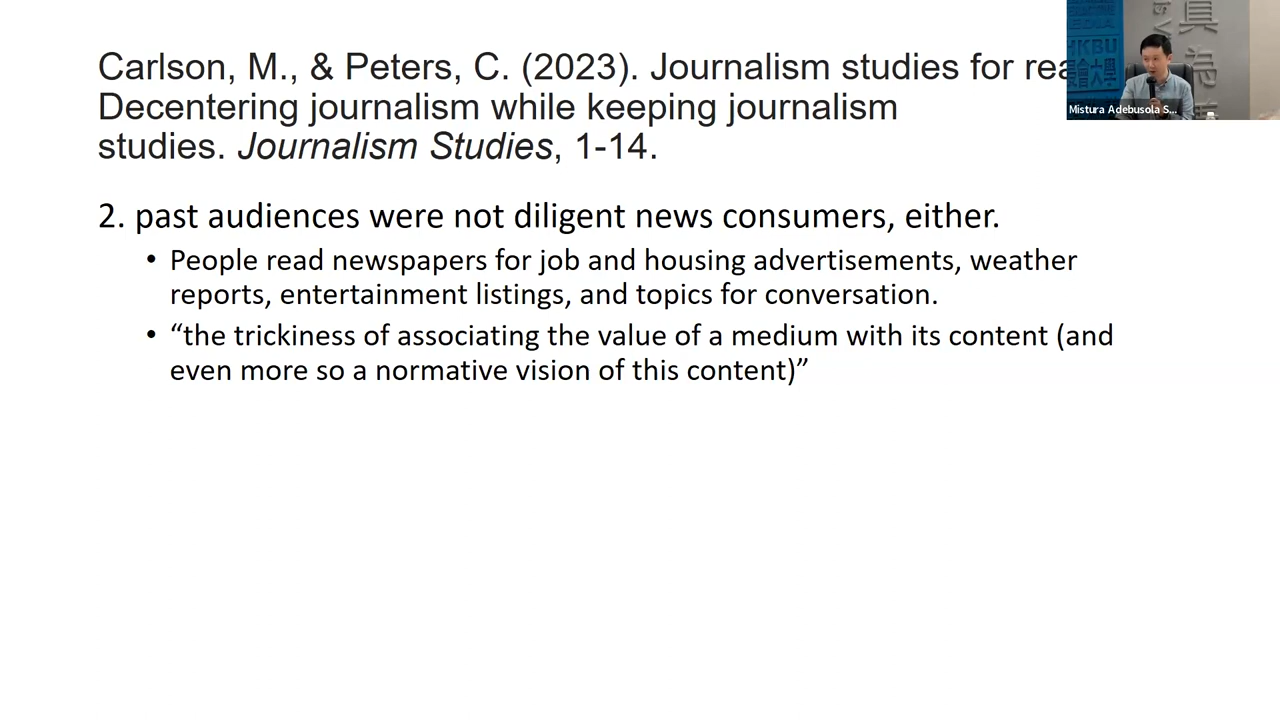 Carlson, M., & Peters, C. (2023). Journalism studies for rea
Decentering journalism while keeping journalism
studies. Journalism Studies, 1-14.
2. past audiences were not diligent news consumers, either.
• People read newspapers for job and housing advertisements, weather
reports, entertainment listings, and topics for conversation.
• “the trickiness of associating the value of a medium with its content (and
even more so a normative vision of this content)”
HKBU
Mistura Adebusola S...